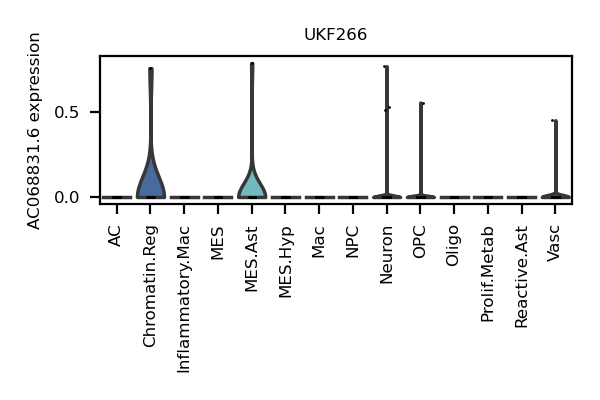 UKF266
AC068831.6 expression
0.5
0.0
AC
Chromatin.Reg
Inflammatory.Mac
MES
MES.Ast
MES.Hyp
Mac
NPC
Neuron
OPC
Oligo
Prolif.Metab
Reactive.Ast
Vasc